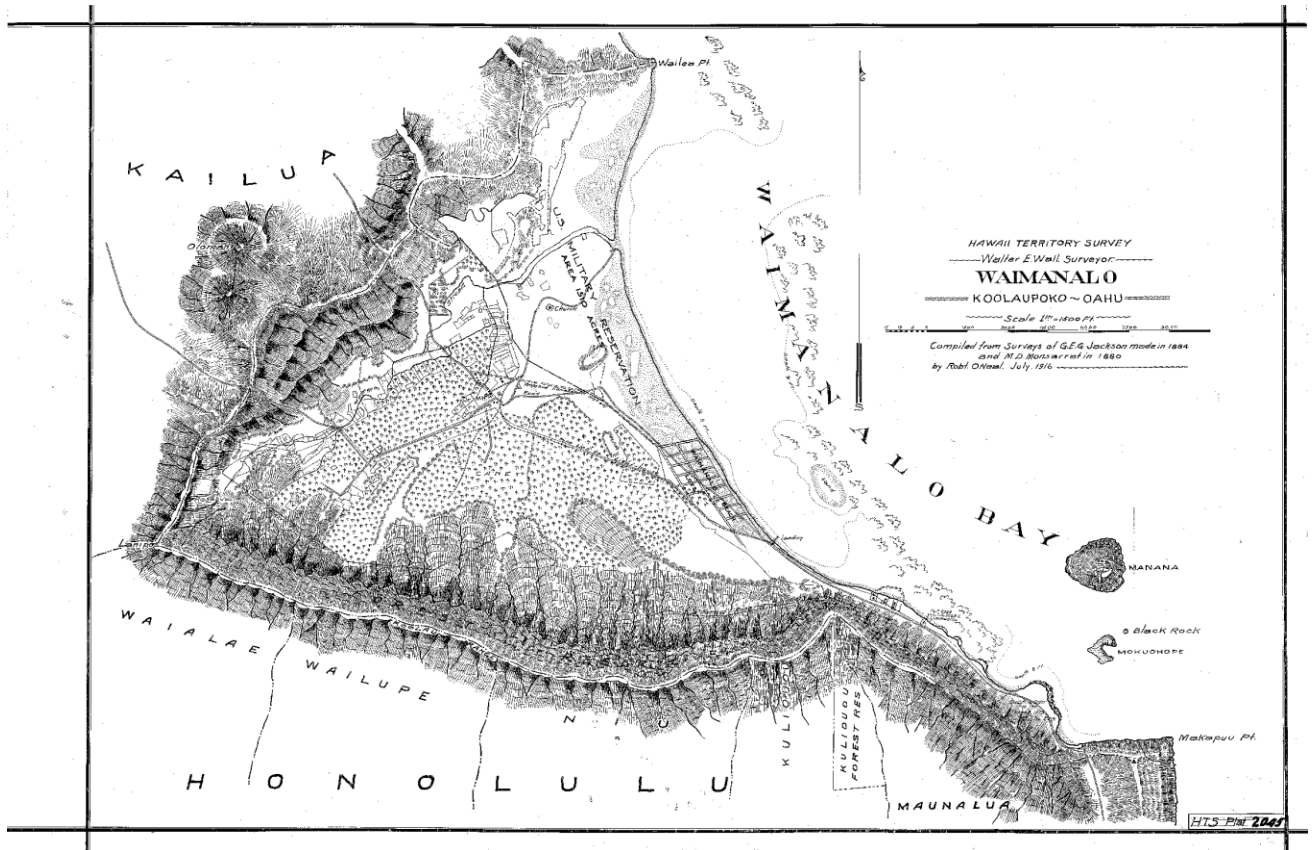 Wailea Pt.
KAILUA
Olomana
U.S. MILITARY RESERVATION
AREA 1510 ACRES
Church
WAIMANALO BAY
HAWAII TERRITORY SURVEY
Walter E. Wall, Surveyor.
WAIMANALO
KOOLAUPOKO ~ OAHU
Scale 1in = 1500 Ft.
Compiled from Surveys of G.E.G. Jackson made in 1884
and M.D. Monsarrat in 1880
by Robt. O'Neal. July. 1916
CANE
Landing
Lanipo
MANANA
Black Rock
MOKUOHOPE
WAIALAE
WAILUPE
NIU
KULIOUOU
KULIOUOU
FOREST RES.
Makapuu Pt.
HONOLULU
MAUNALUA
H.T.S. Plat 2045